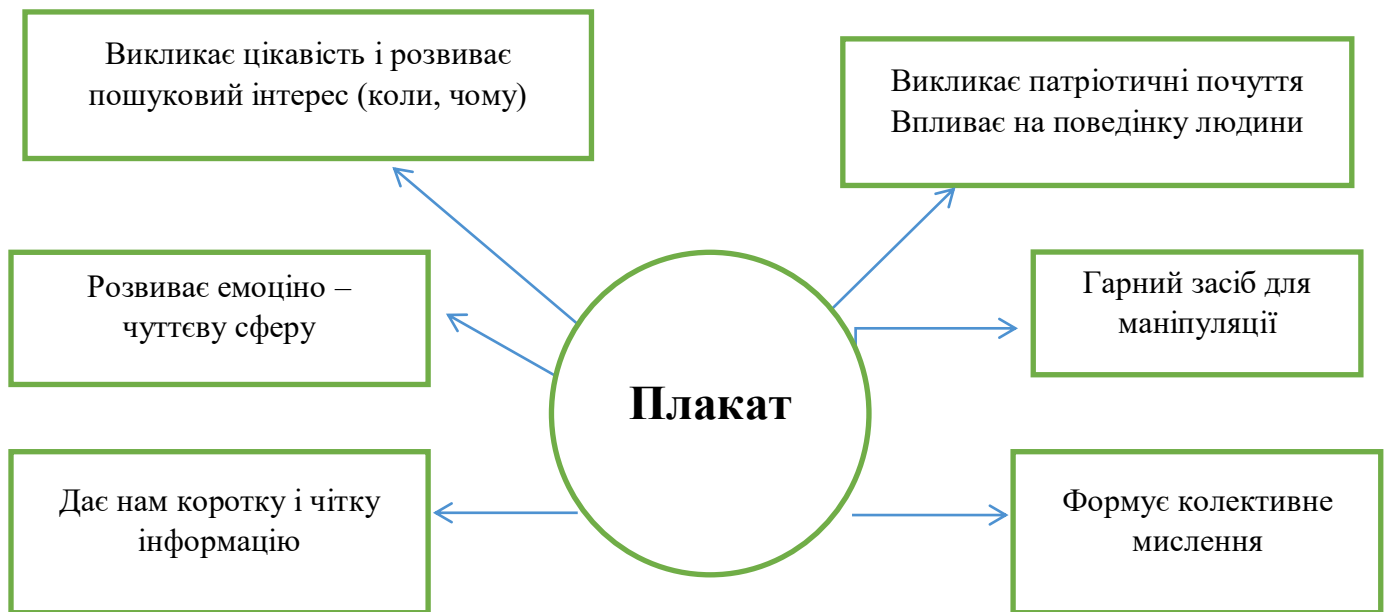 Викликає цікавість і розвиває
пошуковий інтерес (коли, чому)
Викликає патріотичні почуття
Впливає на поведінку людини
Розвиває емоціно –
чуттєву сферу
Гарний засіб для
маніпуляції
Плакат
Дає нам коротку і чітку
інформацію
Формує колективне
мислення